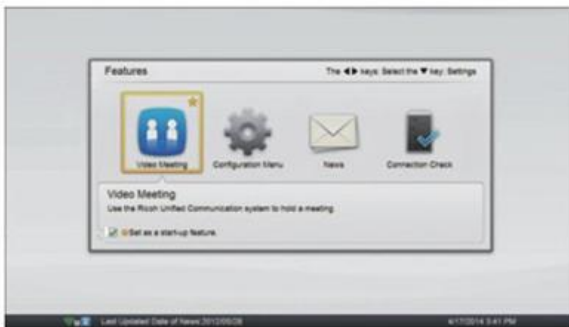 Features
The ◀▶ keys: Select the ▼ key: Settings
Video Meeting
Configuration Menu
News
Connection Check
Video Meeting
Use the Ricoh Unified Communication system to hold a meeting
Set as a start-up feature.
Last Updated Date of News:2012/09/28
4/17/2014 3:41 PM